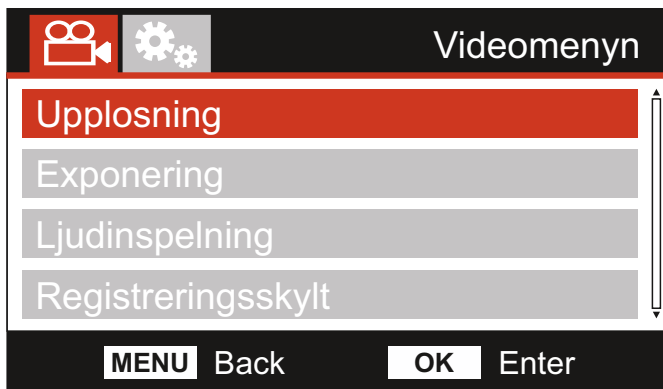 Videomenyn
Upplosning
Exponering
Ljudinspelning
Registreringsskylt
MENU Back OK Enter